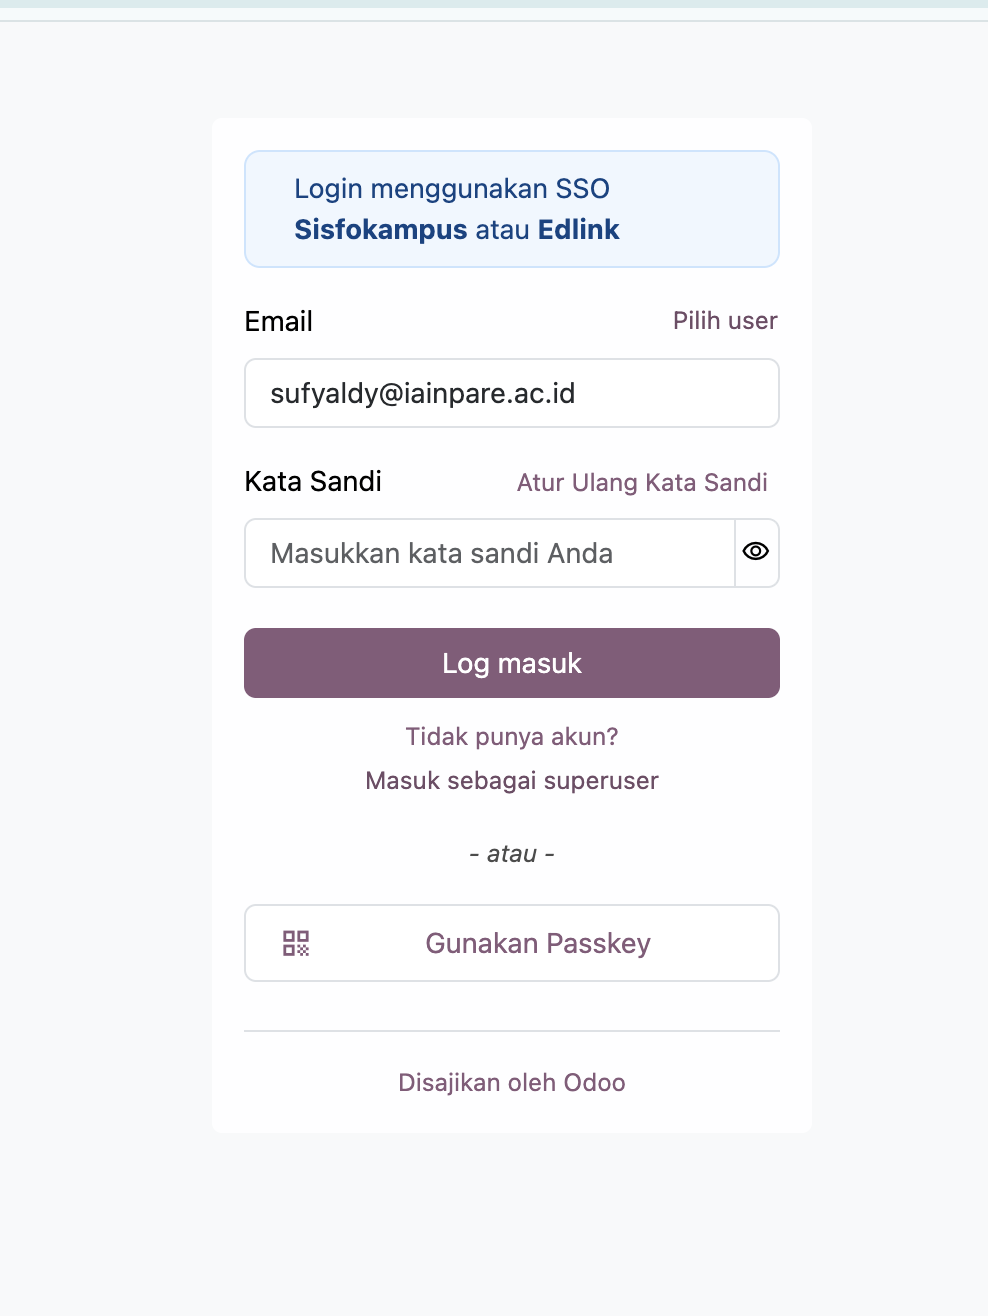 Login menggunakan SSO
Sisfokampus atau Edlink
Email
Pilih user
sufyaldy@iainpare.ac.id
Kata Sandi
Atur Ulang Kata Sandi
Masukkan kata sandi Anda
Log masuk
Tidak punya akun?
Masuk sebagai superuser
- atau -
Gunakan Passkey
Disajikan oleh Odoo